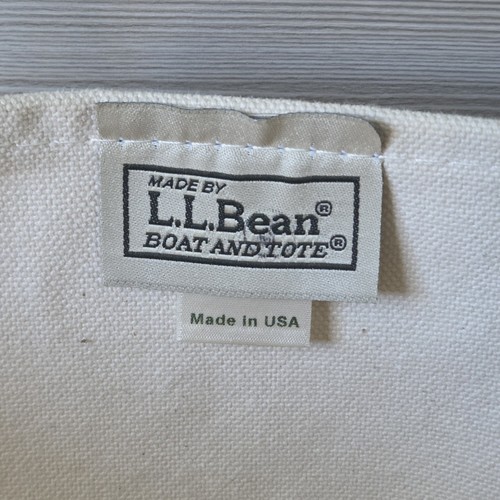 MADE BY
L.L.Bean®
BOAT AND TOTE®
Made in USA